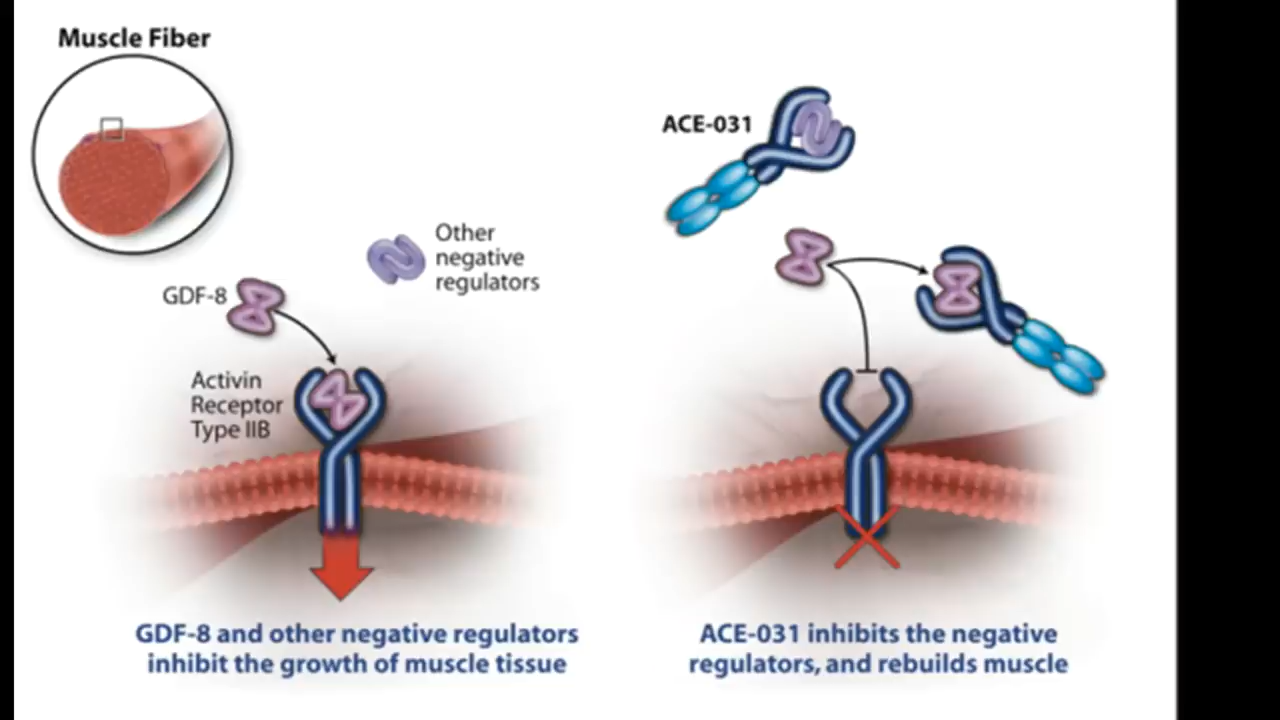 Muscle Fiber
GDF-8
Other
negative
regulators
Activin
Receptor
Type IIB
GDF-8 and other negative regulators
inhibit the growth of muscle tissue
ACE-031
ACE-031 inhibits the negative
regulators, and rebuilds muscle